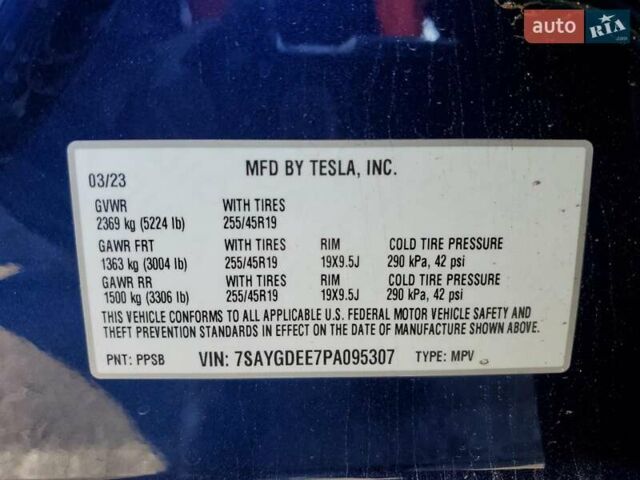 auto RIA
.com
MFD BY TESLA, INC.
03/23
GVWR WITH TIRES
2369 kg (5224 lb) 255/45R19
GAWR FRT WITH TIRES RIM COLD TIRE PRESSURE
1363 kg (3004 lb) 255/45R19 19X9.5J 290 kPa, 42 psi
GAWR RR WITH TIRES RIM COLD TIRE PRESSURE
1500 kg (3306 lb) 255/45R19 19X9.5J 290 kPa, 42 psi
THIS VEHICLE CONFORMS TO ALL APPLICABLE U.S. FEDERAL MOTOR VEHICLE SAFETY AND
THEFT PREVENTION STANDARDS IN EFFECT ON THE DATE OF MANUFACTURE SHOWN ABOVE.
PNT: PPSB VIN: 7SAYGDEE7PA095307 TYPE: MPV